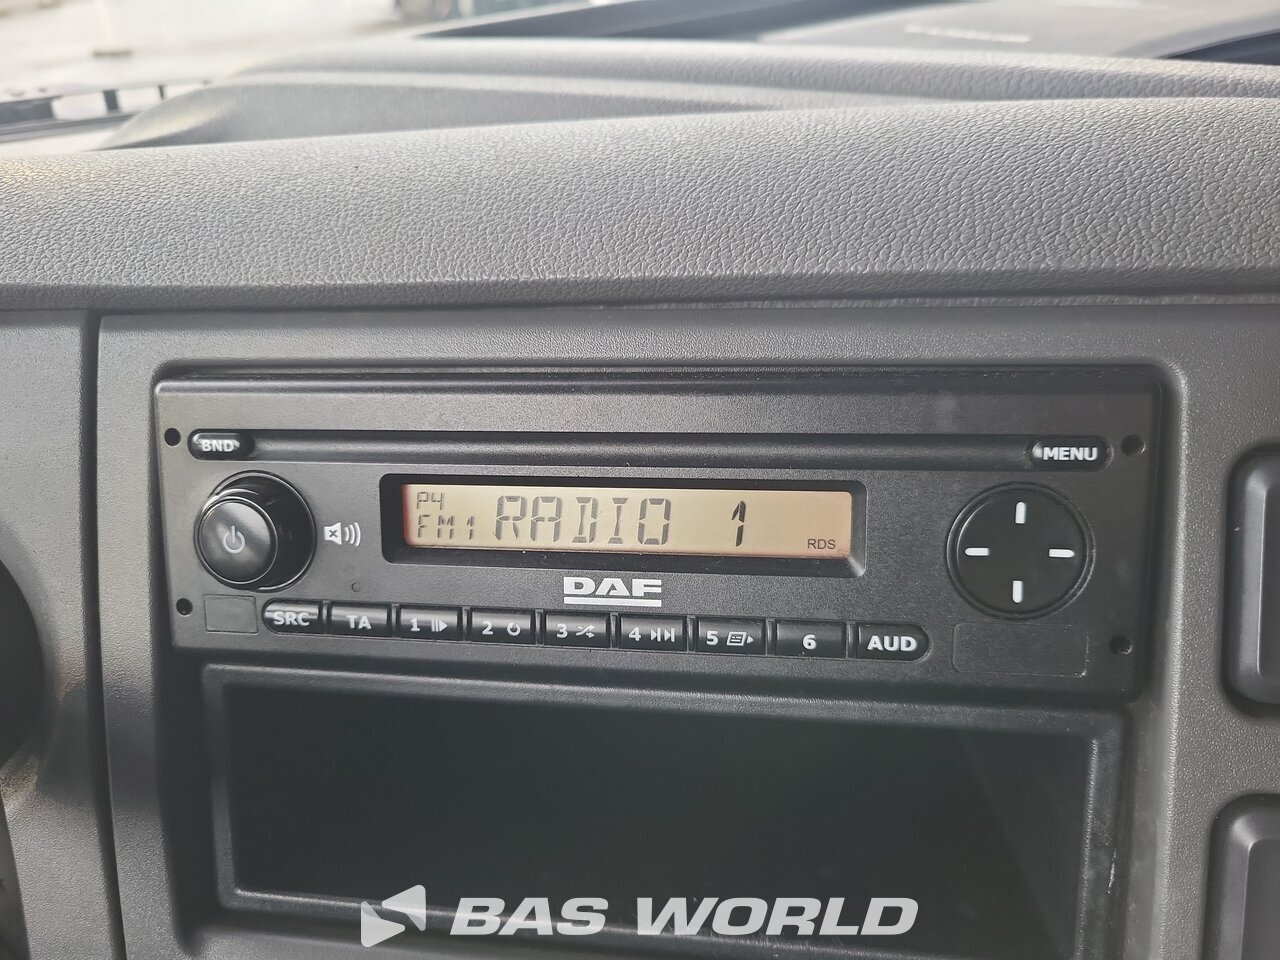 BND
MENU
P4
FM1 RADIO 1
RDS
DAF
SRC TA 1 2 3 4 5 6 AUD
BAS WORLD